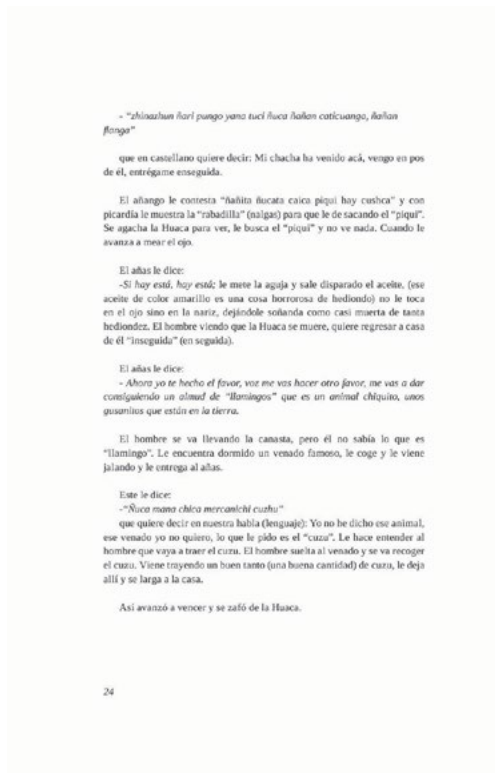 - "zhinazhun ñari pungo yana tuci ñuca ñañan caticuanga, ñañan
flanga"
que en castellano quiere decir: Mi chacha ha venido acá, vengo en pos
de él, entrégame enseguida.
El añango le contesta "ñañita ñucata caica piqui hay cushca" y con
picardía le muestra la "rabadilla" (nalgas) para que le de sacando el "piqui".
Se agacha la Huaca para ver, le busca el "piqui" y no ve nada. Cuando le
avanza a mear el ojo.
El añas le dice:
-Si hay está, hay está; le mete la aguja y sale disparado el aceite, (ese
aceite de color amarillo es una cosa horrorosa de hediondo) no le toca
en el ojo sino en la nariz, dejándole soñanda como casi muerta de tanta
hediondez. El hombre viendo que la Huaca se muere, quiere regresar a casa
de él "inseguida" (en seguida).
El añas le dice:
- Ahora yo te hecho el favor, voz me vas hacer otro favor, me vas a dar
consiguiendo un almud de "llamingos" que es un animal chiquito, unos
gusanitos que están en la tierra.
El hombre se va llevando la canasta, pero él no sabía lo que es
"llamingo". Le encuentra dormido un venado famoso, le coge y le viene
jalando y le entrega al añas.
Este le dice:
-"Ñuca mana chica mercanichi cuzhu"
que quiere decir en nuestra habla (lenguaje): Yo no he dicho ese animal,
ese venado yo no quiero, lo que le pido es el "cuzu". Le hace entender al
hombre que vaya a traer el cuzu. El hombre suelta al venado y se va recoger
el cuzu. Viene trayendo un buen tanto (una buena cantidad) de cuzu, le deja
allí y se larga a la casa.
Así avanzó a vencer y se zafó de la Huaca.
24